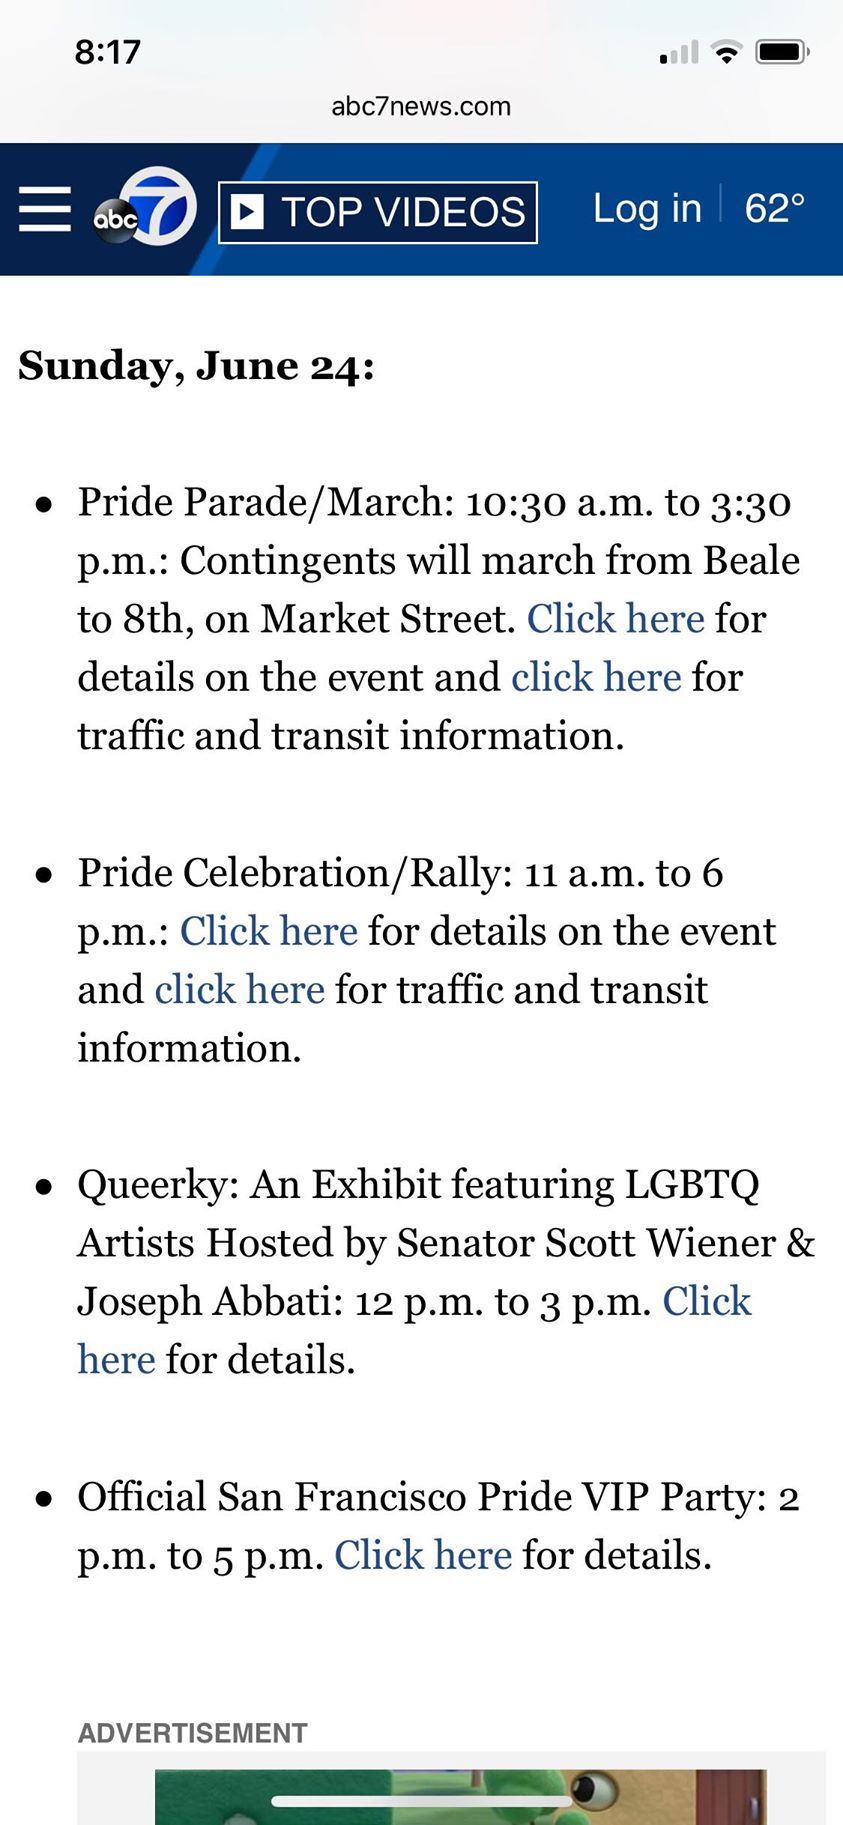 8:17
abc7news.com
abc 7 TOP VIDEOS Log in 62°
Sunday, June 24:
• Pride Parade/March: 10:30 a.m. to 3:30
p.m.: Contingents will march from Beale
to 8th, on Market Street. Click here for
details on the event and click here for
traffic and transit information.
• Pride Celebration/Rally: 11 a.m. to 6
p.m.: Click here for details on the event
and click here for traffic and transit
information.
• Queerky: An Exhibit featuring LGBTQ
Artists Hosted by Senator Scott Wiener &
Joseph Abbati: 12 p.m. to 3 p.m. Click
here for details.
• Official San Francisco Pride VIP Party: 2
p.m. to 5 p.m. Click here for details.
ADVERTISEMENT